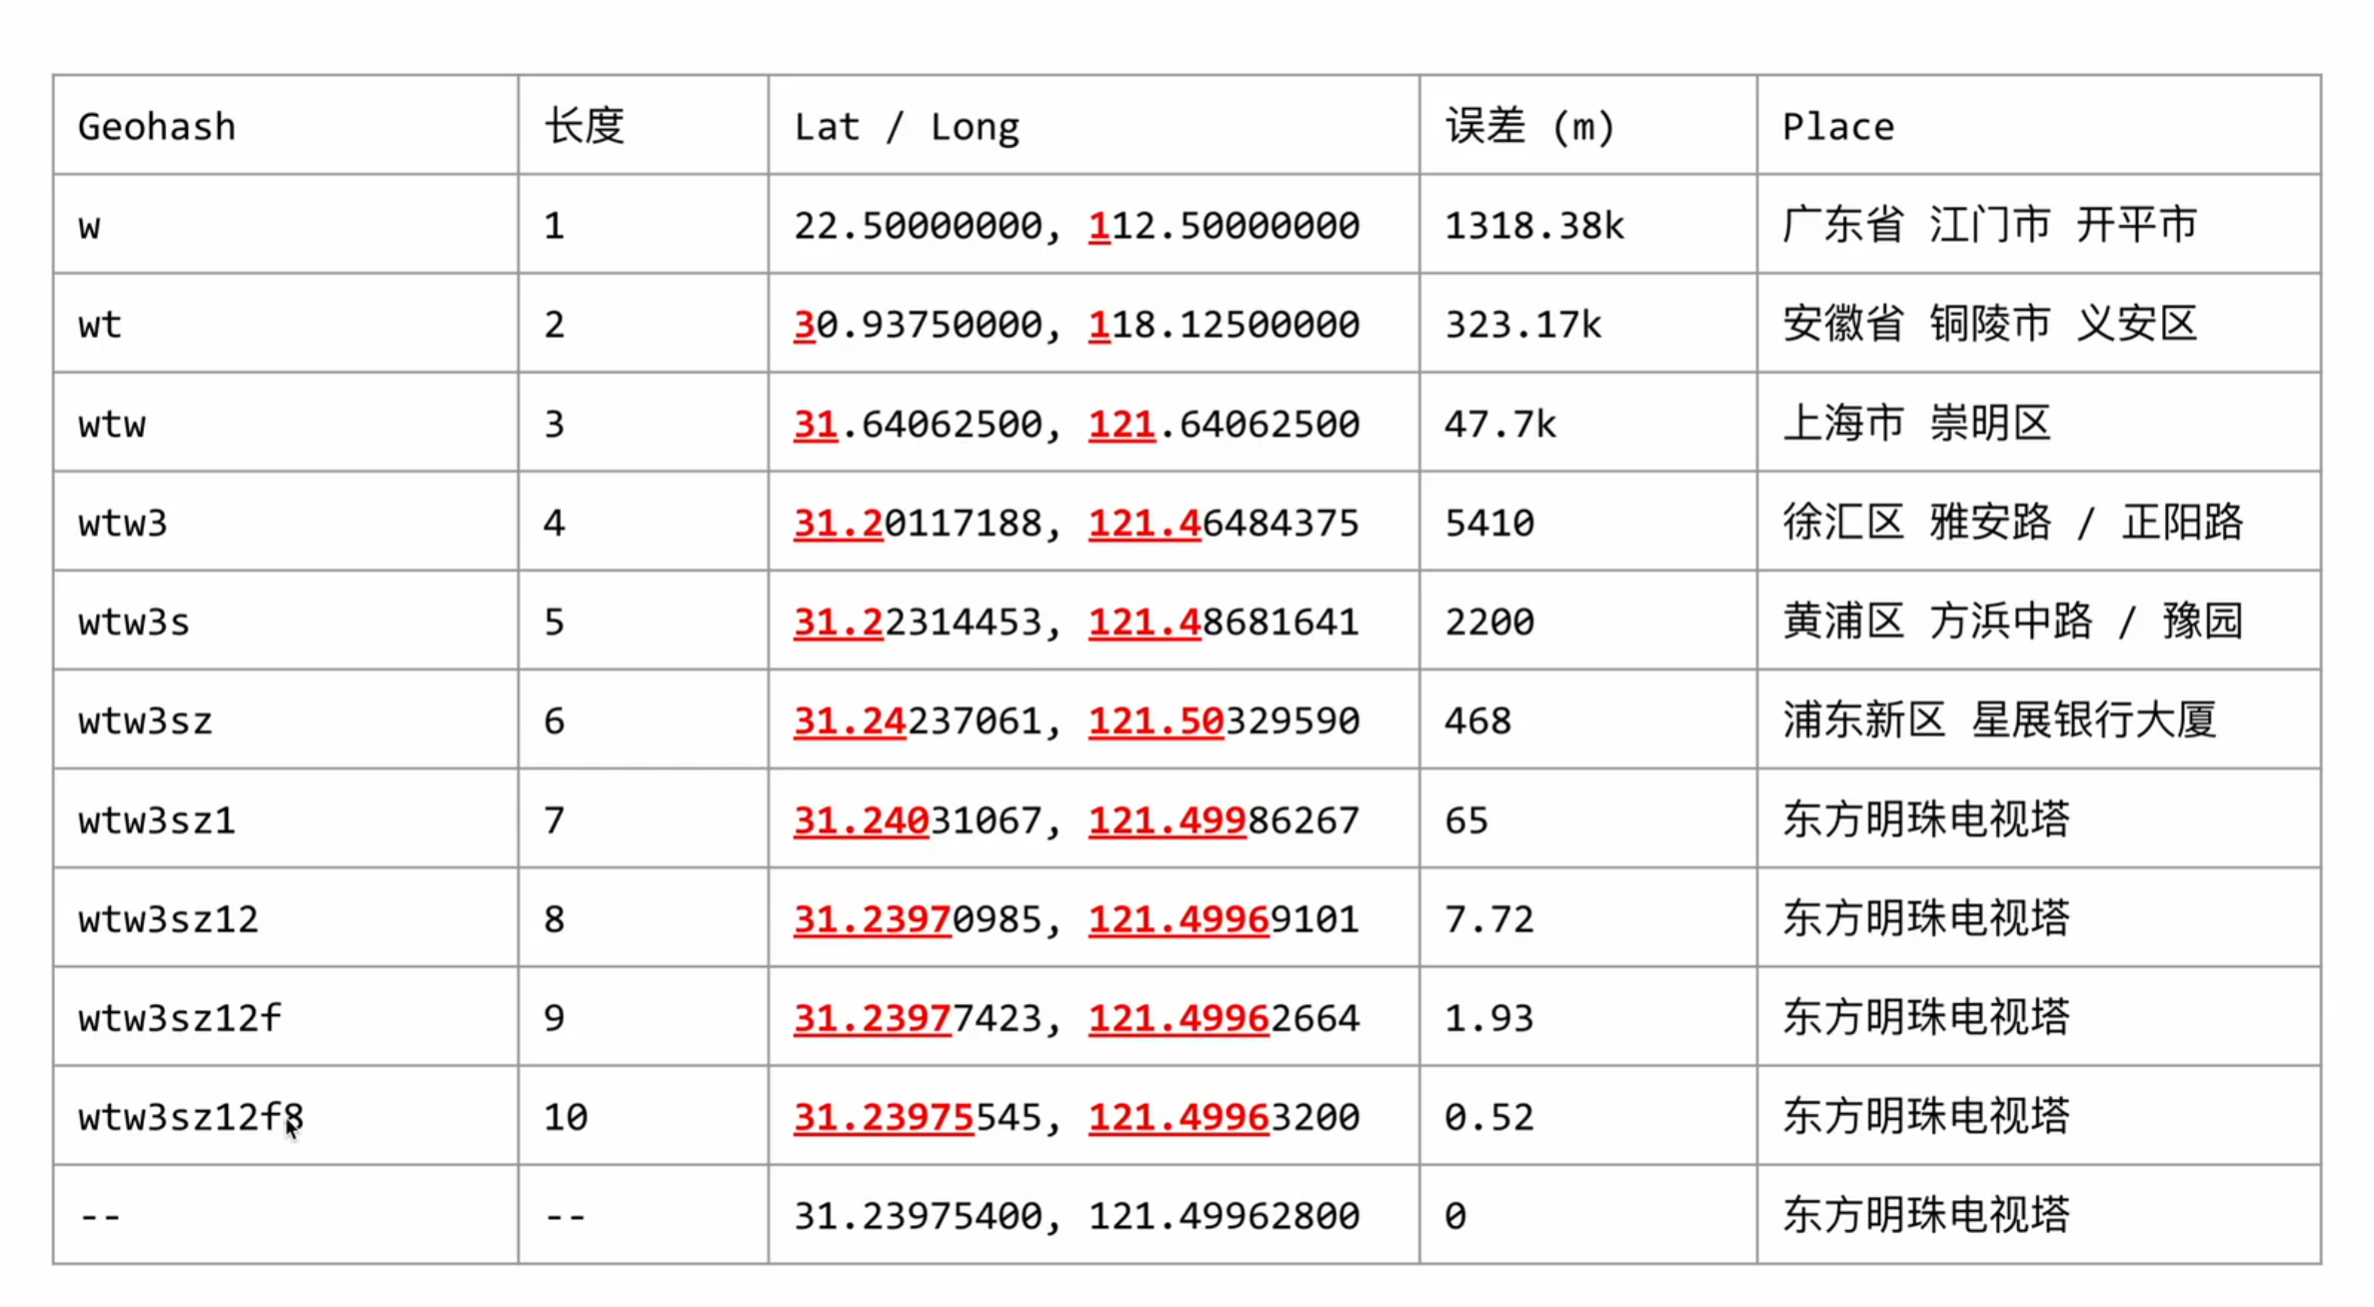 Geohash 长度 Lat / Long 误差 (m) Place
w 1 22.50000000, 112.50000000 1318.38k 广东省 江门市 开平市
wt 2 30.93750000, 118.12500000 323.17k 安徽省 铜陵市 义安区
wtw 3 31.64062500, 121.64062500 47.7k 上海市 崇明区
wtw3 4 31.20117188, 121.46484375 5410 徐汇区 雅安路 / 正阳路
wtw3s 5 31.22314453, 121.48681641 2200 黄浦区 方浜中路 / 豫园
wtw3sz 6 31.24237061, 121.50329590 468 浦东新区 星展银行大厦
wtw3sz1 7 31.24031067, 121.49986267 65 东方明珠电视塔
wtw3sz12 8 31.23970985, 121.49969101 7.72 东方明珠电视塔
wtw3sz12f 9 31.23977423, 121.49962664 1.93 东方明珠电视塔
wtw3sz12f8 10 31.23975545, 121.49963200 0.52 东方明珠电视塔
-- -- 31.23975400, 121.49962800 0 东方明珠电视塔